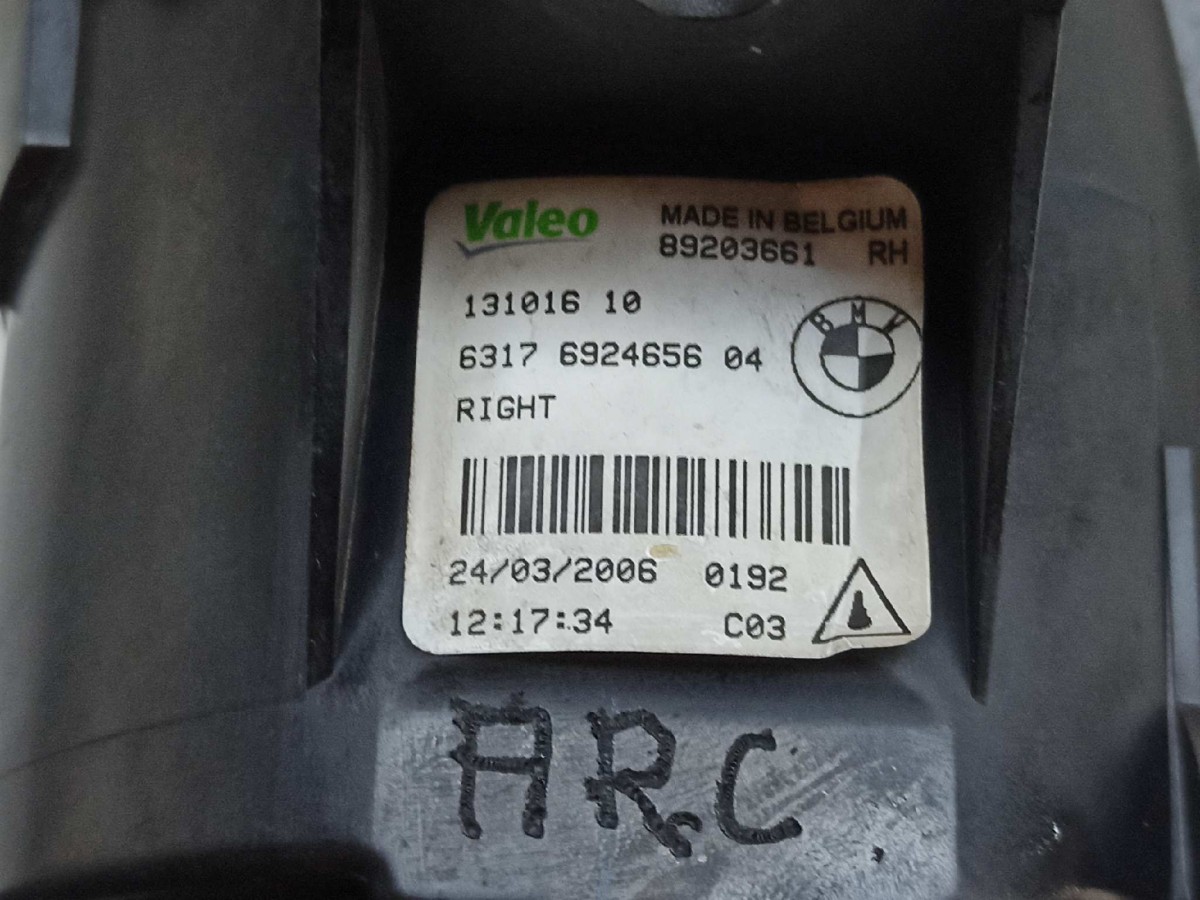 Valeo MADE IN BELGIUM
89203661 RH
131016 10
BMW
6317 6924656 04
RIGHT
24/03/2006 0192
12:17:34 C03
ARC